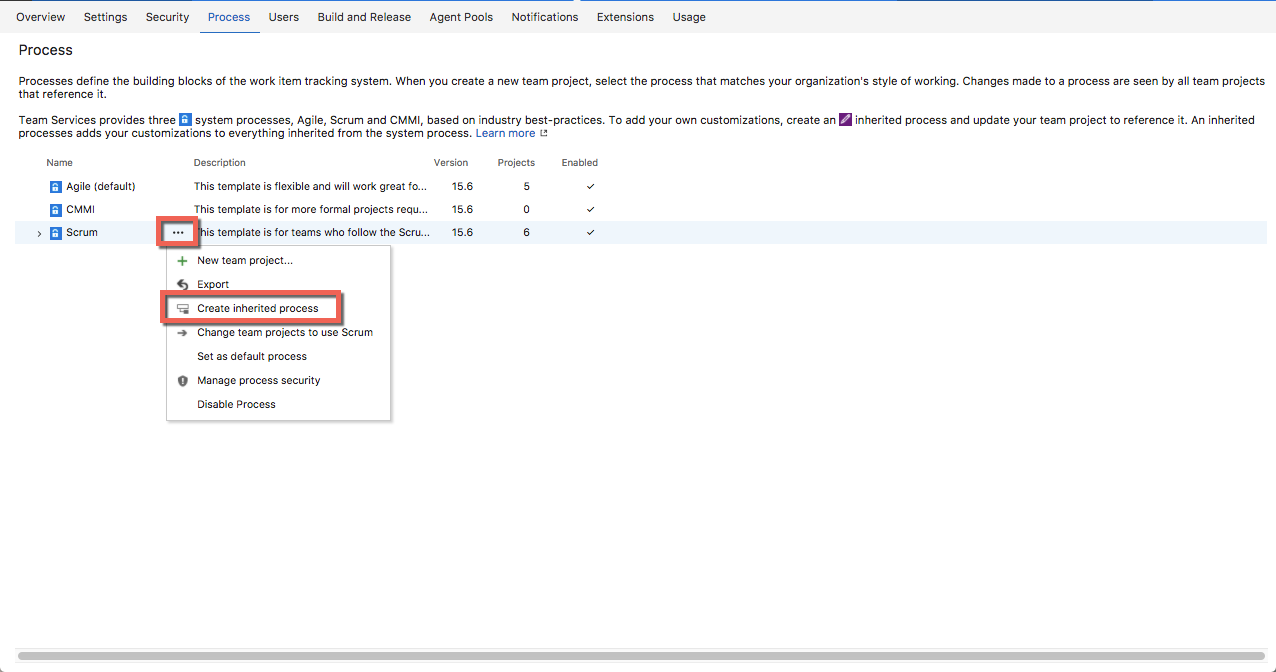 Overview Settings Security Process Users Build and Release Agent Pools Notifications Extensions Usage
Process
Processes define the building blocks of the work item tracking system. When you create a new team project, select the process that matches your organization's style of working. Changes made to a process are seen by all team projects
that reference it.
Team Services provides three system processes, Agile, Scrum and CMMI, based on industry best-practices. To add your own customizations, create an inherited process and update your team project to reference it. An inherited
processes adds your customizations to everything inherited from the system process. Learn more
Name Description Version Projects Enabled
Agile (default) This template is flexible and will work great fo... 15.6 5
CMMI This template is for more formal projects requ... 15.6 0
Scrum ... This template is for teams who follow the Scru... 15.6 6
New team project...
Export
Create inherited process
Change team projects to use Scrum
Set as default process
Manage process security
Disable Process